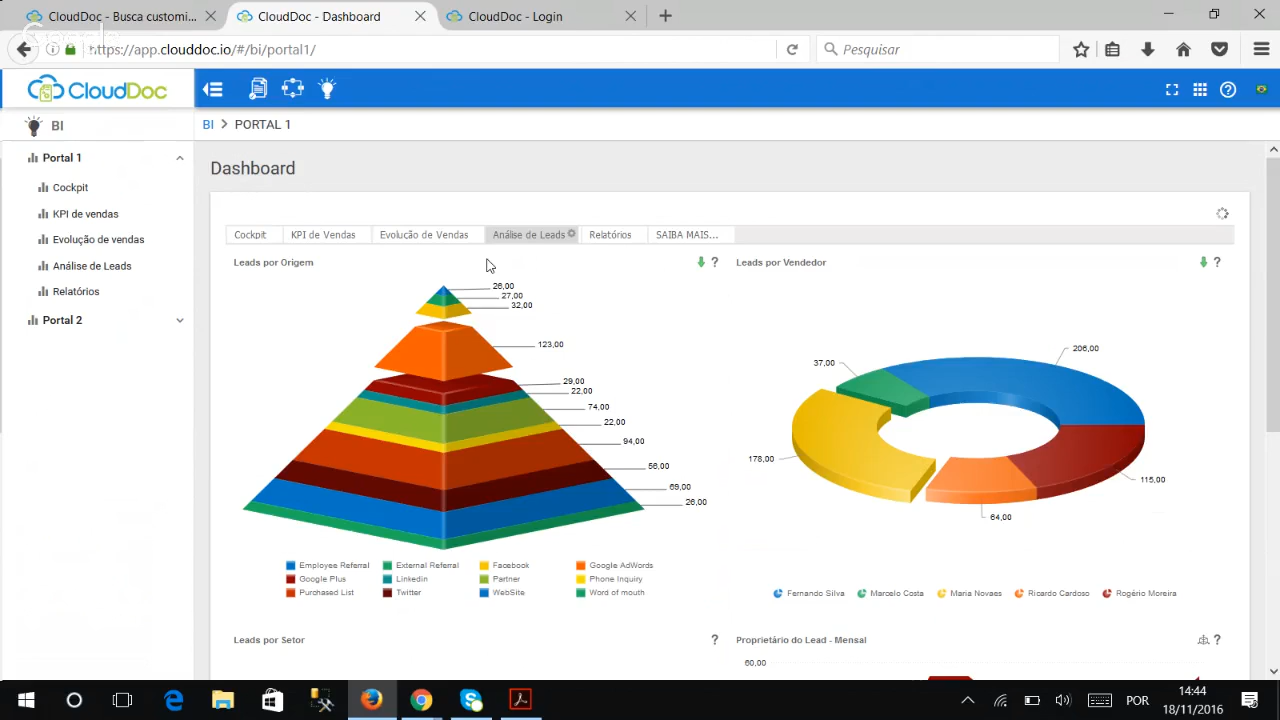 CloudDoc - Busca customi...
CloudDoc - Dashboard
CloudDoc - Login
Google
https://app.clouddoc.io/#/bi/portal1/
Pesquisar
CloudDoc
BI
BI > PORTAL 1
Portal 1
Cockpit
KPI de vendas
Evolução de vendas
Análise de Leads
Relatórios
Portal 2
Dashboard
Cockpit
KPI de Vendas
Evolução de Vendas
Análise de Leads
Relatórios
SAIBA MAIS...
Leads por Origem
?
26,00
27,00
32,00
123,00
29,00
22,00
74,00
22,00
94,00
56,00
69,00
26,00
Employee Referral
External Referral
Facebook
Google AdWords
Google Plus
Linkedin
Partner
Phone Inquiry
Purchased List
Twitter
WebSite
Word of mouth
Leads por Vendedor
?
206,00
37,00
178,00
115,00
64,00
Fernando Silva
Marcelo Costa
Maria Novaes
Ricardo Cardoso
Rogério Moreira
Leads por Setor
?
Proprietário do Lead - Mensal
?
60,00
POR
14:44
18/11/2016